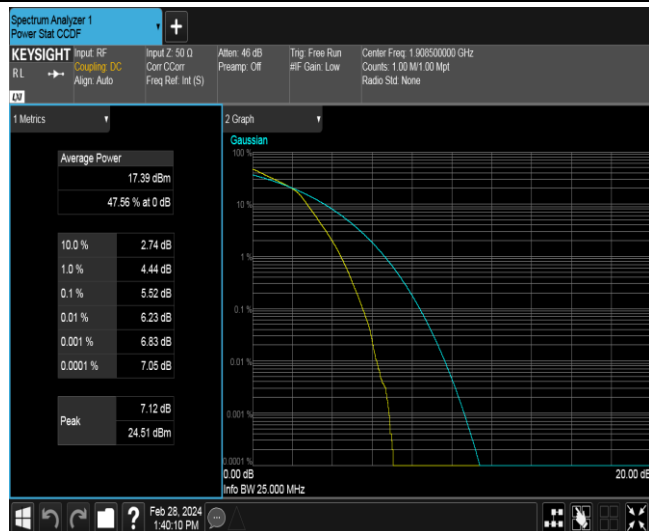 Spectrum Analyzer 1
Power Stat CCDF
+
KEYSIGHT
RL
LXI
Input: RF
Coupling: DC
Align: Auto
Input Z: 50 Ω
Corr CCorr
Freq Ref: Int (S)
Atten: 46 dB
Preamp: Off
Trig: Free Run
#IF Gain: Low
Center Freq: 1.908500000 GHz
Counts: 1.00 M/1.00 Mpt
Radio Std: None
1 Metrics
Average Power
17.39 dBm
47.56 % at 0 dB
10.0 % 2.74 dB
1.0 % 4.44 dB
0.1 % 5.52 dB
0.01 % 6.23 dB
0.001 % 6.83 dB
0.0001 % 7.05 dB
Peak
7.12 dB
24.51 dBm
2 Graph
Gaussian
100 %
10 %
1 %
0.1 %
0.01 %
0.001 %
0.0001 %
0.00 dB 20.00 dB
Info BW 25.000 MHz
?
Feb 28, 2024
1:40:10 PM